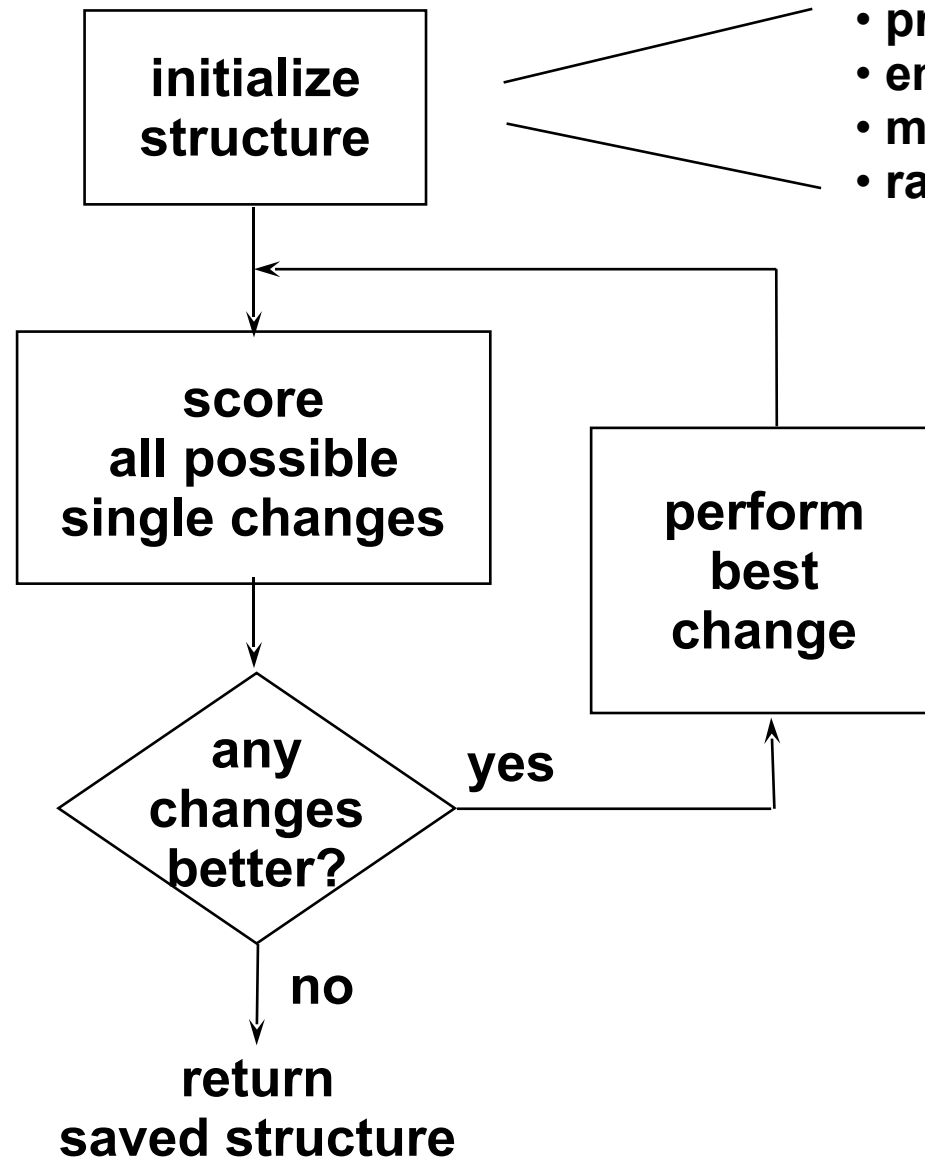 initialize
structure
score
all possible
single changes
perform
best
change
any
changes
better?
yes
no
return
saved structure